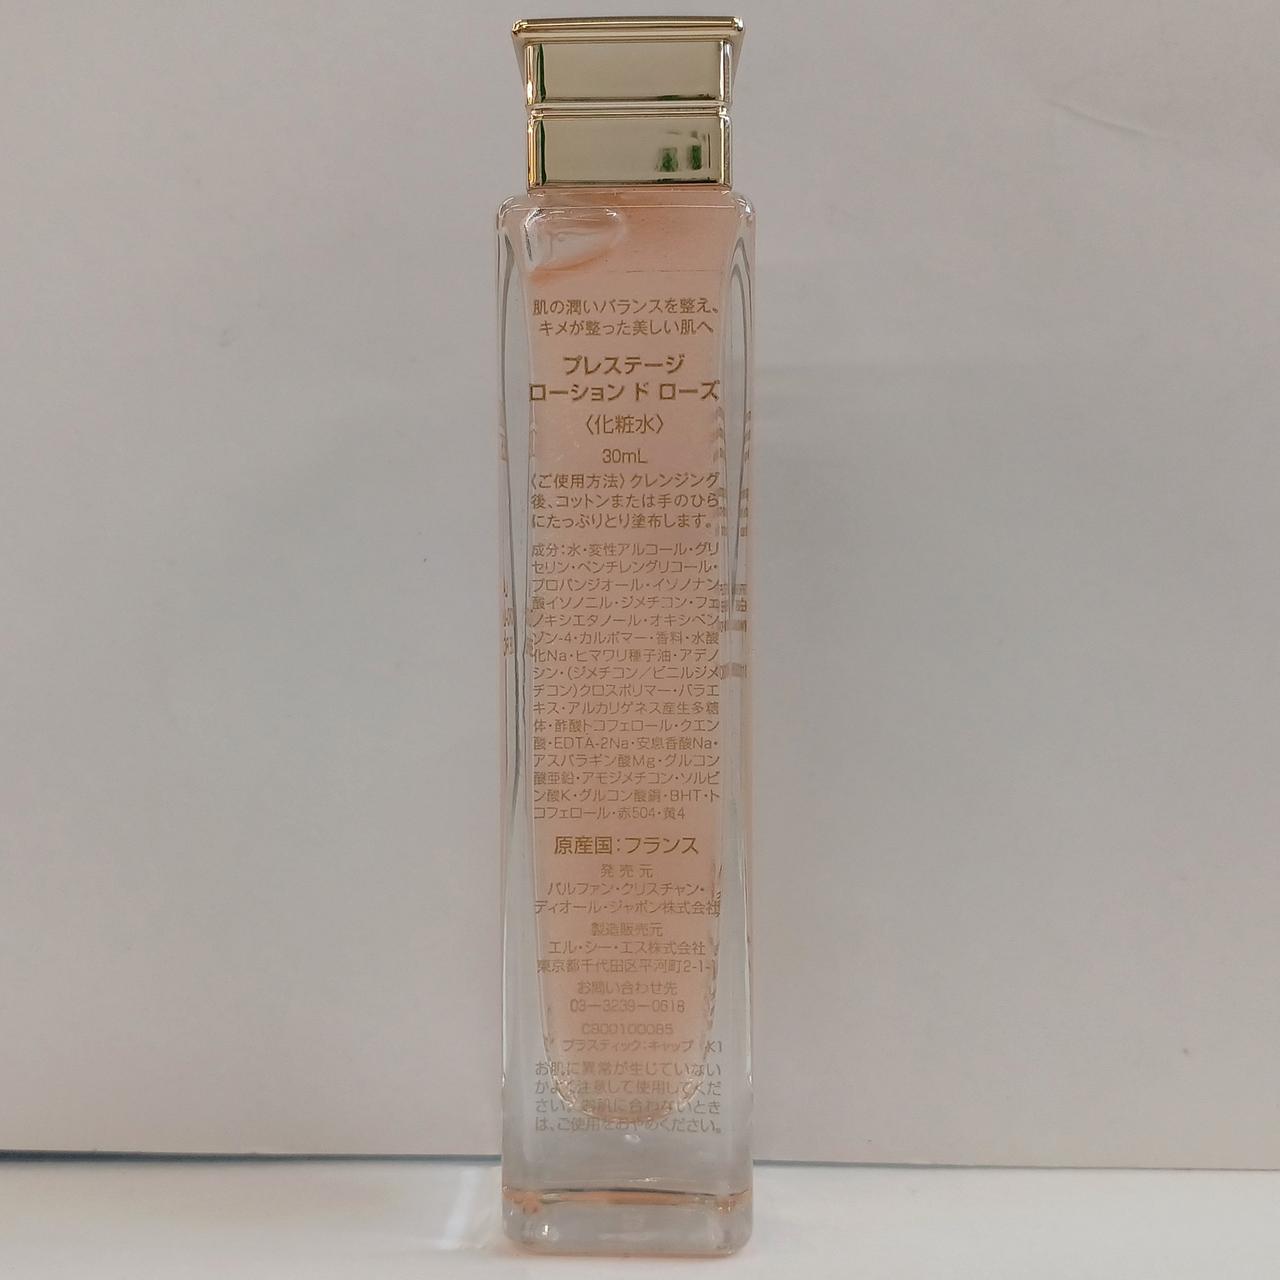 肌の潤いバランスを整え、
キメが整った美しい肌へ
プレステージ
ローション ド ローズ
〈化粧水〉
30mL
〈ご使用方法〉クレンジング
後、コットンまたは手のひら
にたっぷりとり塗布します。
成分：水・変性アルコール・グリ
セリン・ペンチレングリコール・
プロパンジオール・イソノナン
酸イソノニル・ジメチコン・フェ
ノキシエタノール・オキシベン
ゾン-4・カルボマー・香料・水酸
化Na・ヒマワリ種子油・アデノ
シン・(ジメチコン／ビニルジメ
チコン)クロスポリマー・バラエ
キス・アルカリゲネス産生多糖
体・酢酸トコフェロール・クエン
酸・EDTA-2Na・安息香酸Na・
アスパラギン酸Mg・グルコン
酸亜鉛・アモジメチコン・ソルビ
ン酸K・グルコン酸銅・BHT・ト
コフェロール・赤504・黄4
原産国：フランス
発売元
パルファン・クリスチャン・
ディオール・ジャポン株式会社
製造販売元
エル・シー・エス株式会社
東京都千代田区平河町2-1-1
お問い合わせ先
03ー3239ー0618
C800100085
プラスティック：キャップ K1
お肌に異常が生じていない
かよく注意して使用してくだ
さい。お肌に合わないとき
は、ご使用をおやめください。